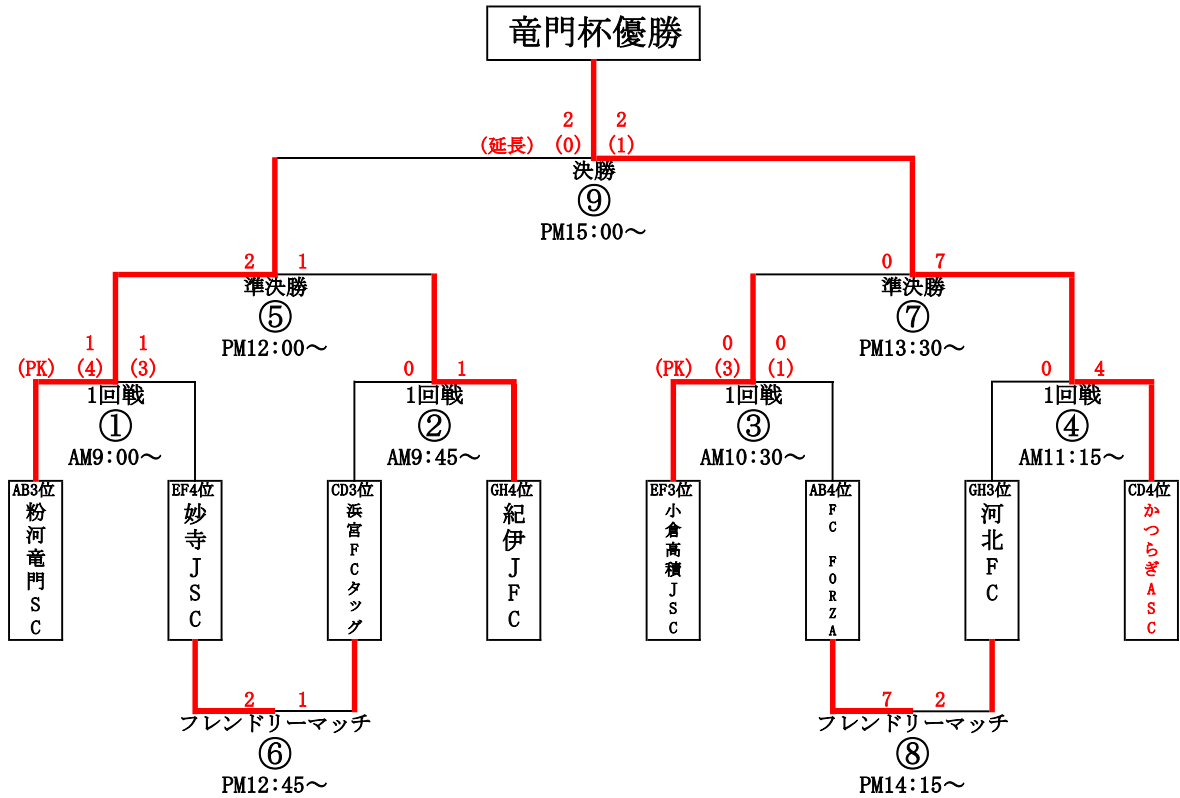 竜門杯優勝
2 2
(延長) (0) (1)
決勝
⑨
PM15:00～
2 1
準決勝
⑤
PM12:00～
0 7
準決勝
⑦
PM13:30～
1 1
(PK) (4) (3)
1回戦
①
AM9:00～
0 1
1回戦
②
AM9:45～
0 0
(PK) (3) (1)
1回戦
③
AM10:30～
0 4
1回戦
④
AM11:15～
AB3位
粉河竜門SC
EF4位
妙寺JSC
CD3位
浜宮FCタッグ
GH4位
紀伊JFC
EF3位
小倉高積JSC
AB4位
FC FORZA
GH3位
河北FC
CD4位
かつらぎASC
2 1
フレンドリーマッチ
⑥
PM12:45～
7 2
フレンドリーマッチ
⑧
PM14:15～